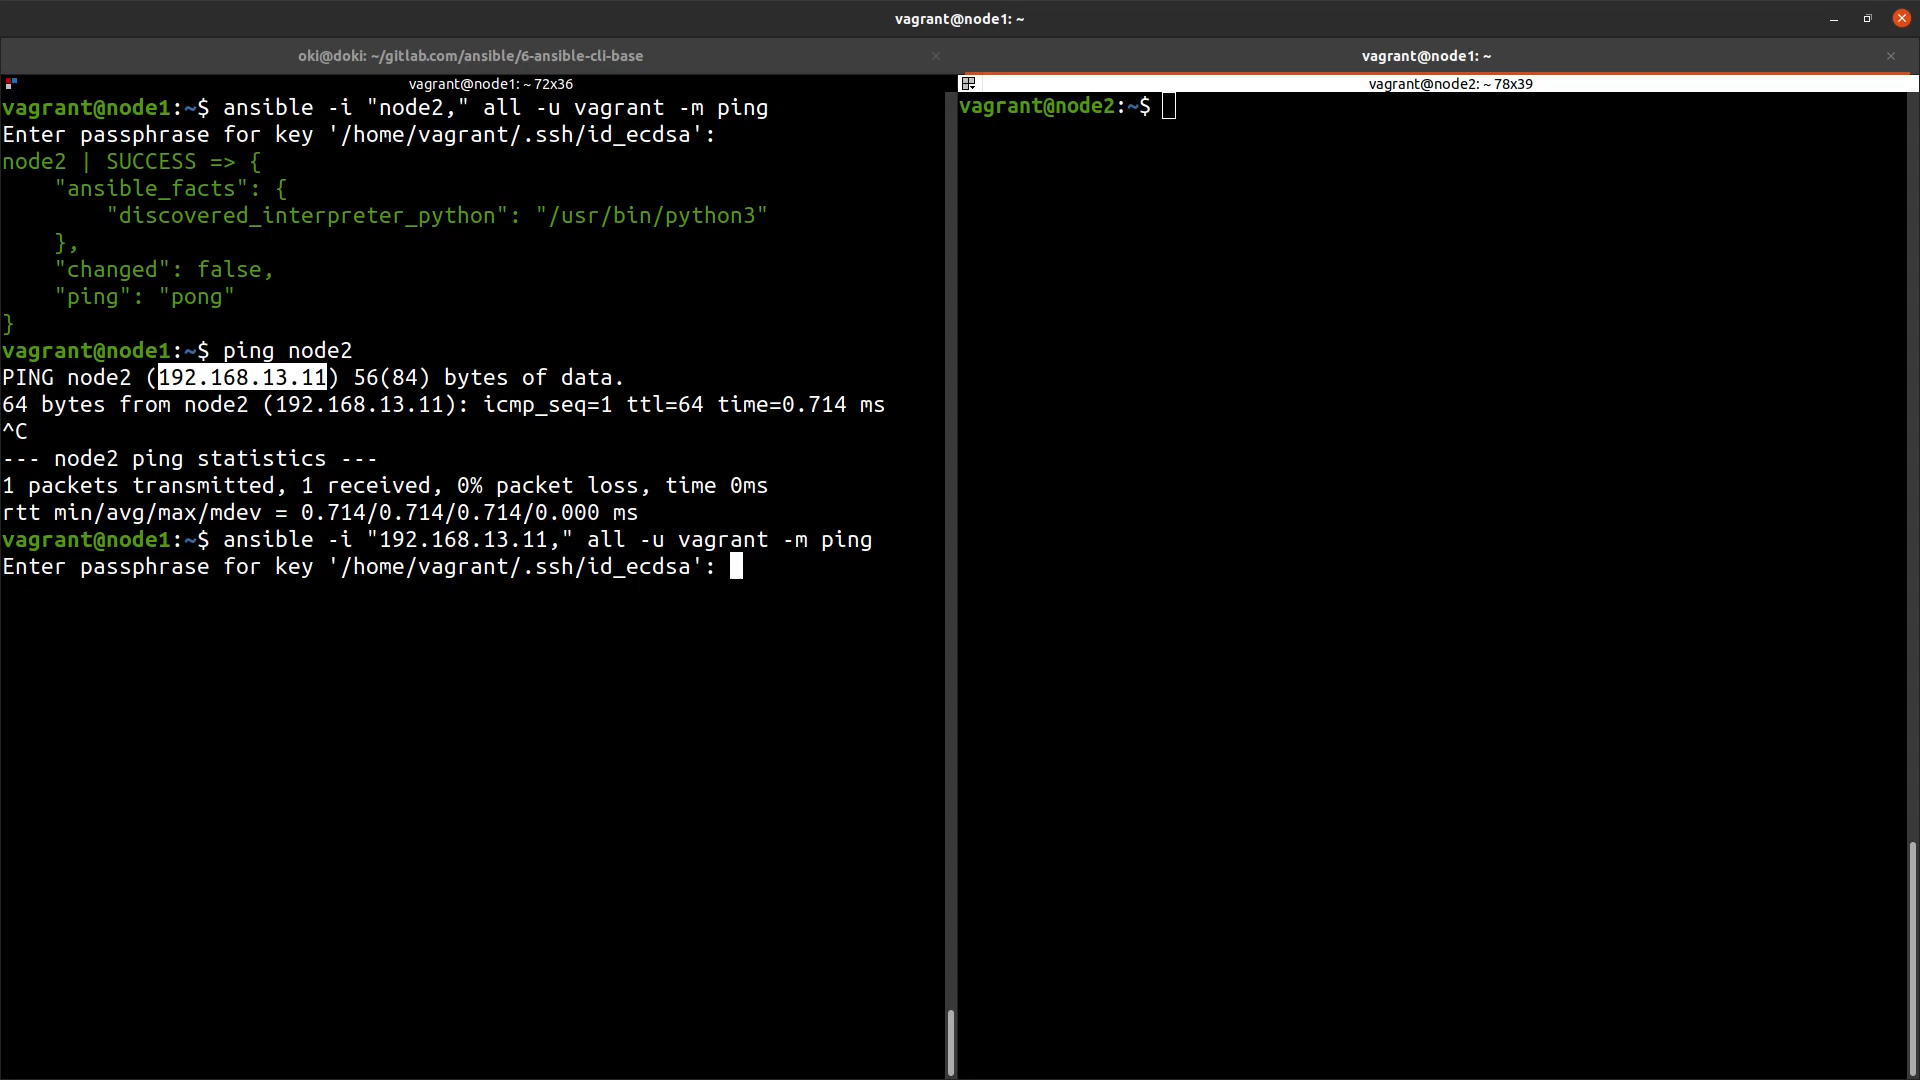 vagrant@node1: ~
oki@doki: ~/gitlab.com/ansible/6-ansible-cli-base
vagrant@node1: ~
vagrant@node1: ~ 72x36
vagrant@node1:~$ ansible -i "node2," all -u vagrant -m ping
Enter passphrase for key '/home/vagrant/.ssh/id_ecdsa':
node2 | SUCCESS => {
    "ansible_facts": {
        "discovered_interpreter_python": "/usr/bin/python3"
    },
    "changed": false,
    "ping": "pong"
}
vagrant@node1:~$ ping node2
PING node2 (192.168.13.11) 56(84) bytes of data.
64 bytes from node2 (192.168.13.11): icmp_seq=1 ttl=64 time=0.714 ms
^C
--- node2 ping statistics ---
1 packets transmitted, 1 received, 0% packet loss, time 0ms
rtt min/avg/max/mdev = 0.714/0.714/0.714/0.000 ms
vagrant@node1:~$ ansible -i "192.168.13.11," all -u vagrant -m ping
Enter passphrase for key '/home/vagrant/.ssh/id_ecdsa':
vagrant@node2: ~ 78x39
vagrant@node2:~$